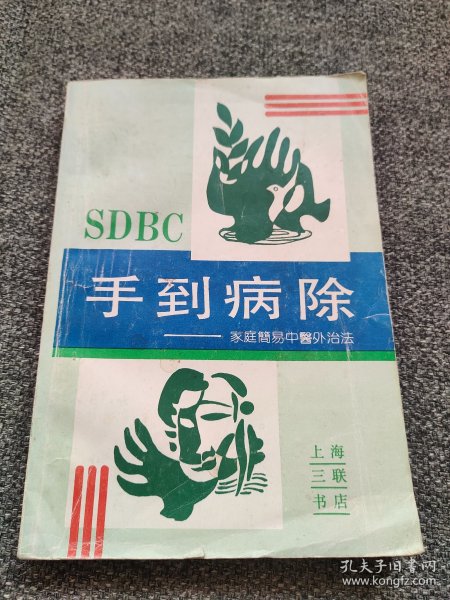 SDBC
手到病除
——家庭簡易中醫外治法
上海
三联
书店
孔夫子旧书网
www.kongfz.com